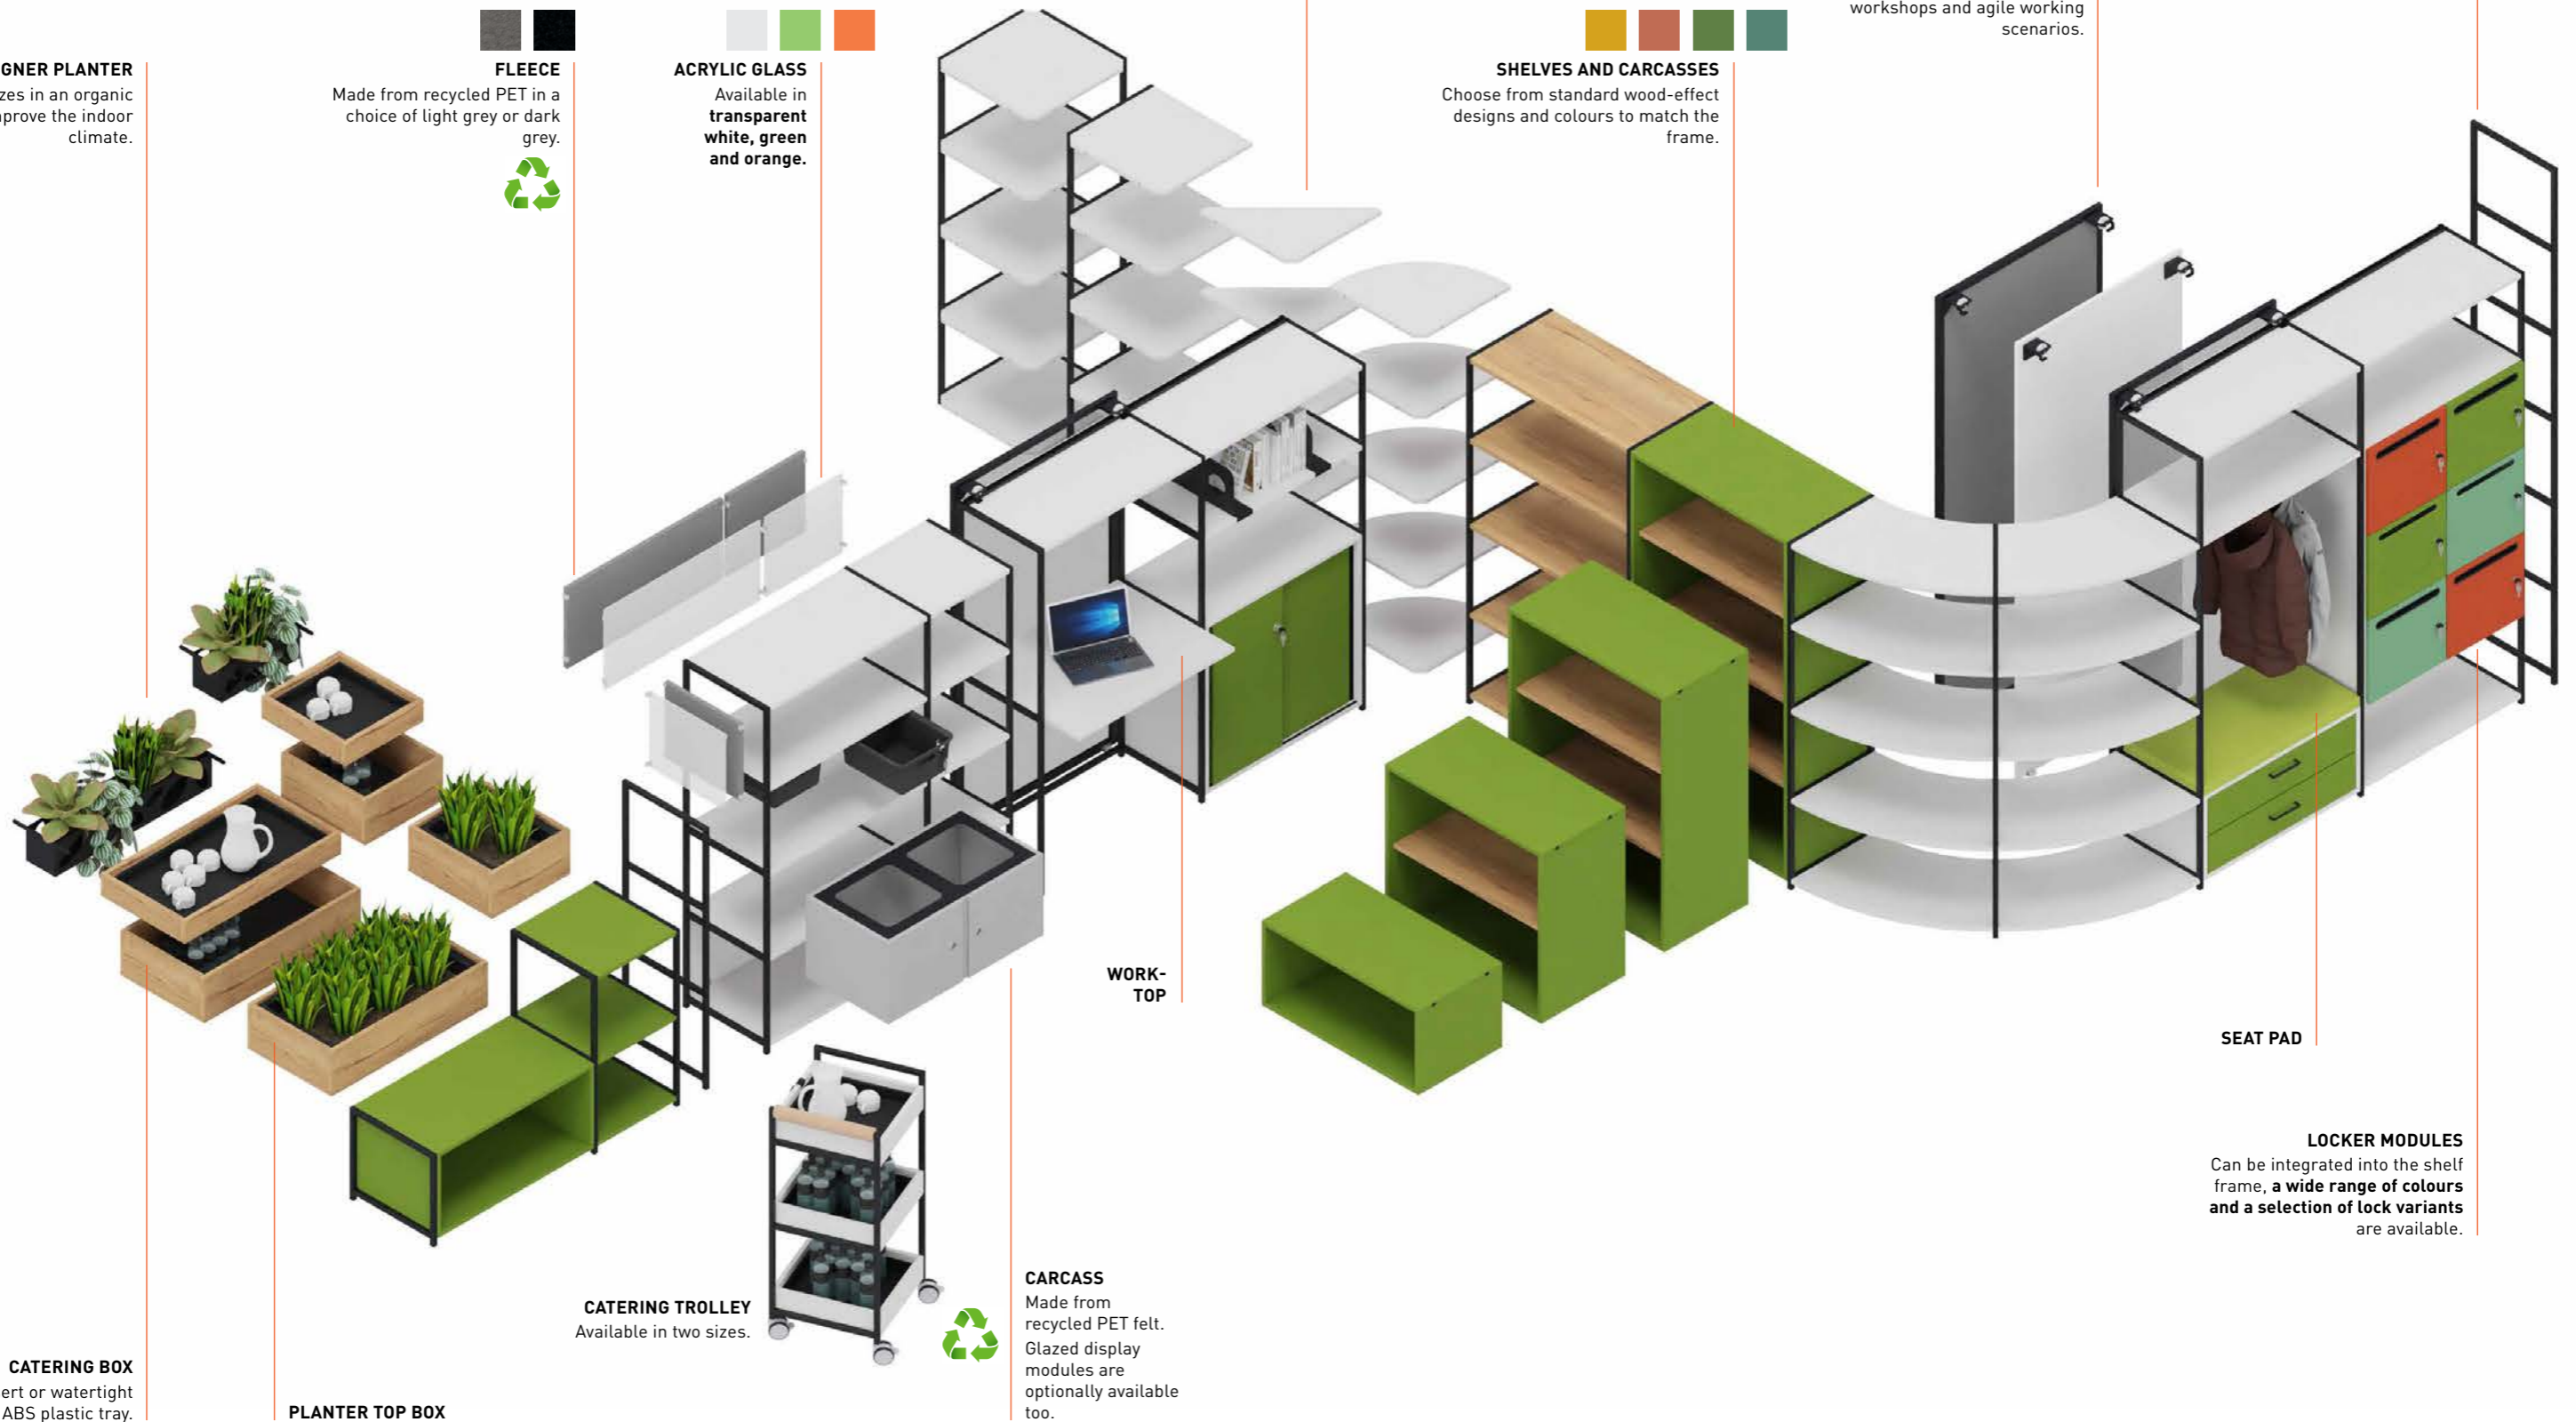 workshops and agile working
scenarios.
GNER PLANTER
zes in an organic
prove the indoor
climate.
FLEECE
Made from recycled PET in a
choice of light grey or dark
grey.
ACRYLIC GLASS
Available in
transparent
white, green
and orange.
SHELVES AND CARCASSES
Choose from standard wood-effect
designs and colours to match the
frame.
WORK-
TOP
SEAT PAD
LOCKER MODULES
Can be integrated into the shelf
frame, a wide range of colours
and a selection of lock variants
are available.
CATERING TROLLEY
Available in two sizes.
CARCASS
Made from
recycled PET felt.
Glazed display
modules are
optionally available
too.
CATERING BOX
ert or watertight
ABS plastic tray.
PLANTER TOP BOX